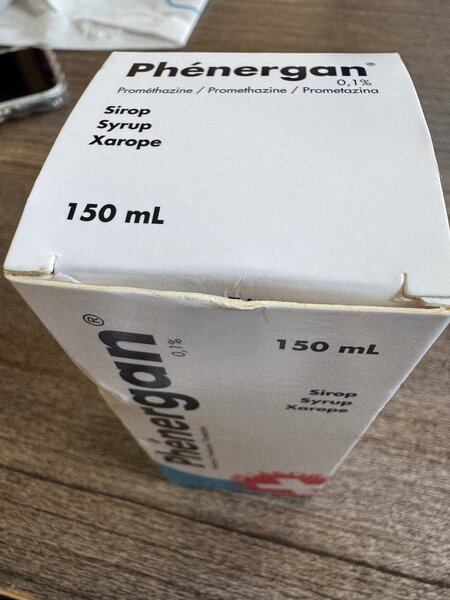 Phénergan®
0,1%
Prométhazine / Promethazine / Prometazina
Sirop
Syrup
Xarope
150 mL
Phénergan®
0,1%
150 mL
Sirop
Syrup
Xarope